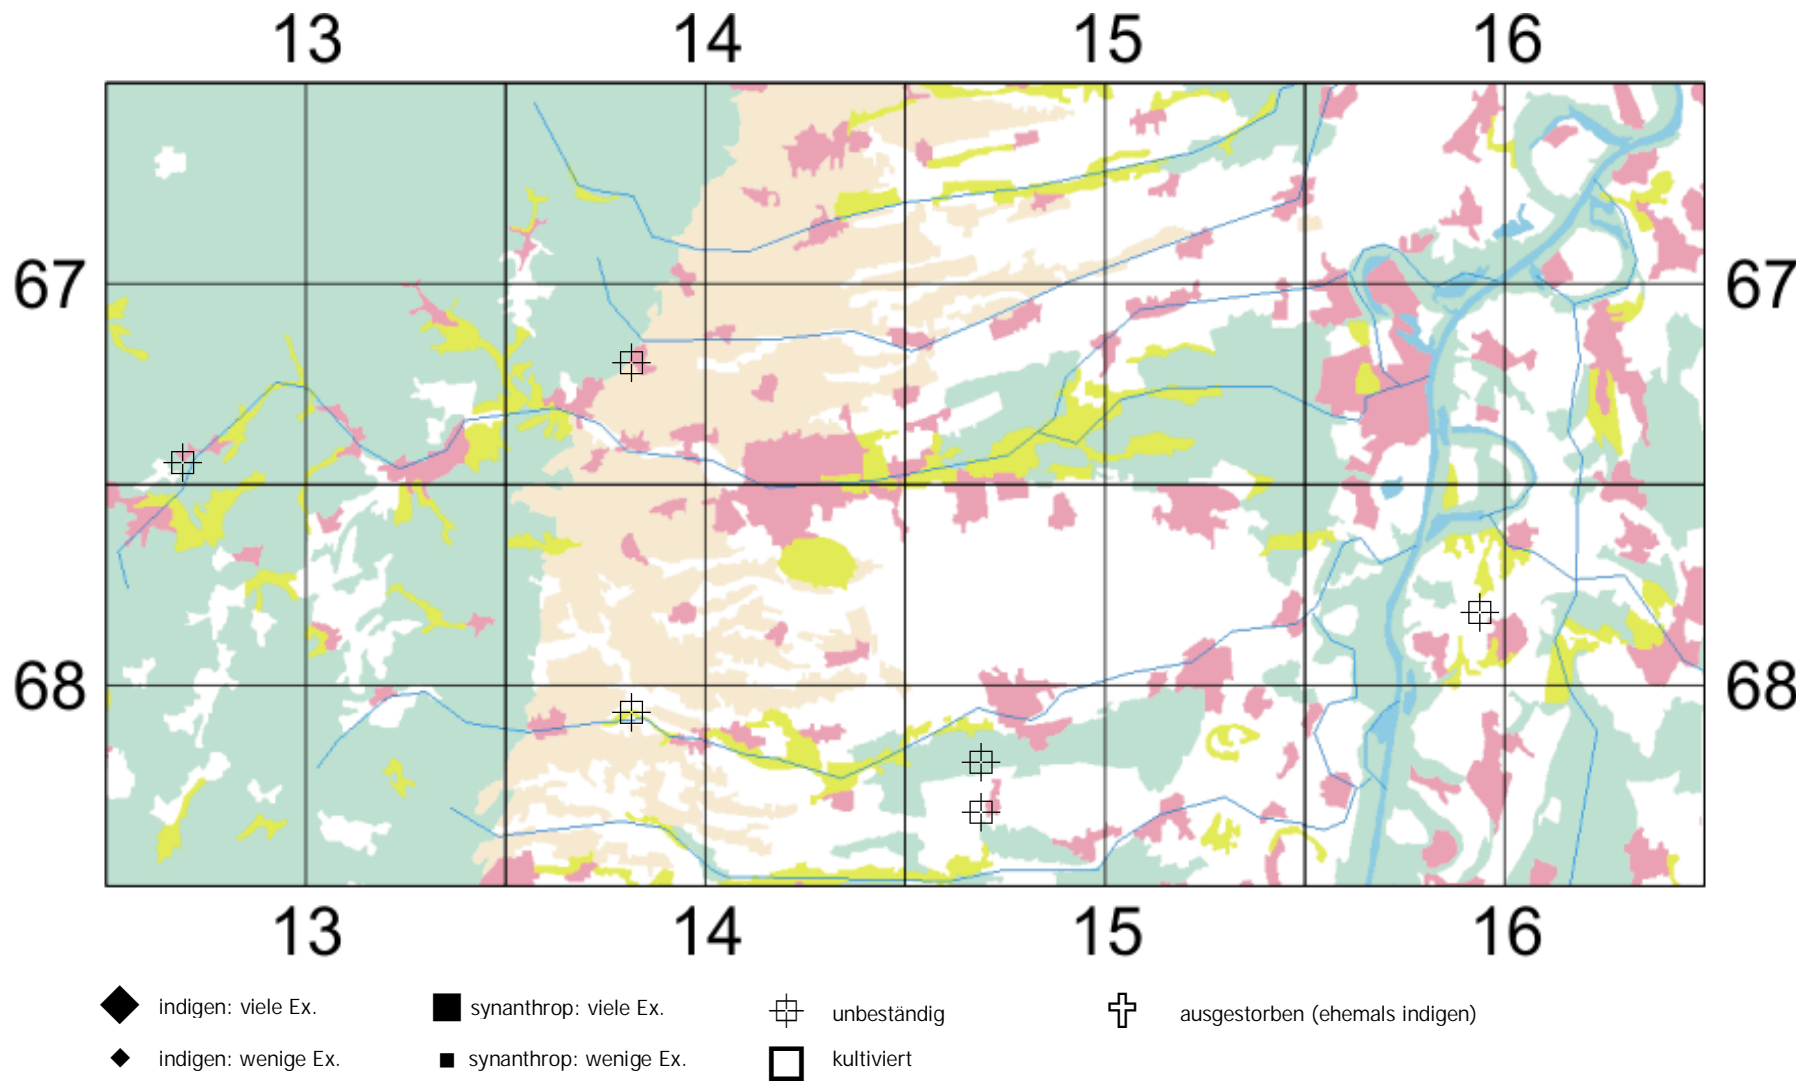 13 14 15 16
67 67
68 68
13 14 15 16
indigen: viele Ex. synanthrop: viele Ex. unbeständig ausgestorben (ehemals indigen)
indigen: wenige Ex. synanthrop: wenige Ex. kultiviert